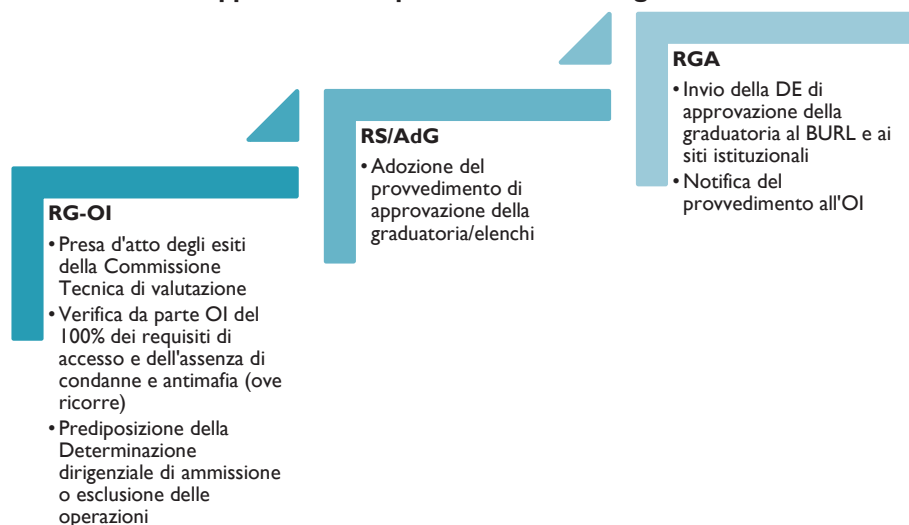 RG-OI
• Presa d'atto degli esiti
della Commissione
Tecnica di valutazione
• Verifica da parte OI del
100% dei requisiti di
accesso e dell'assenza di
condanne e antimafia (ove
ricorre)
• Prediposizione della
Determinazione
dirigenziale di ammissione
o esclusione delle
operazioni
RS/AdG
• Adozione del
provvedimento di
approvazione della
graduatoria/elenchi
RGA
• Invio della DE di
approvazione della
graduatoria al BURL e ai
siti istituzionali
• Notifica del
provvedimento all'OI